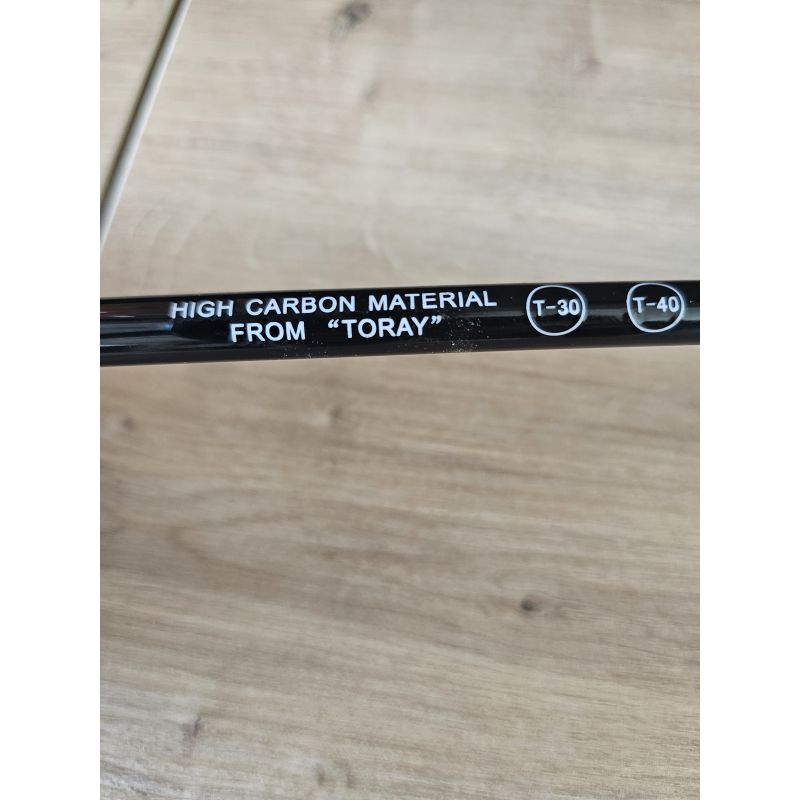 HIGH CARBON MATERIAL
FROM “TORAY”
T-30 T-40